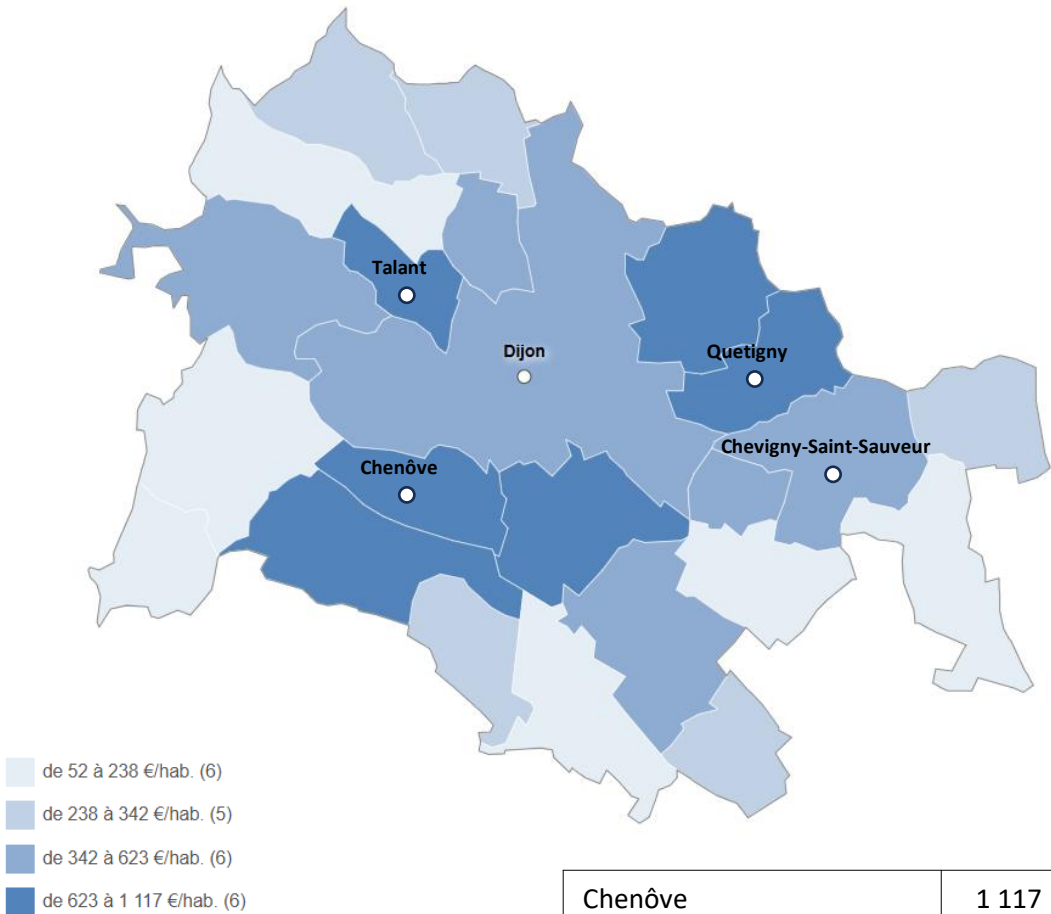 Talant
Dijon
Quetigny
Chevigny-Saint-Sauveur
Chenôve
de 52 à 238 €/hab. (6)
de 238 à 342 €/hab. (5)
de 342 à 623 €/hab. (6)
de 623 à 1 117 €/hab. (6)
Chenôve 1 117